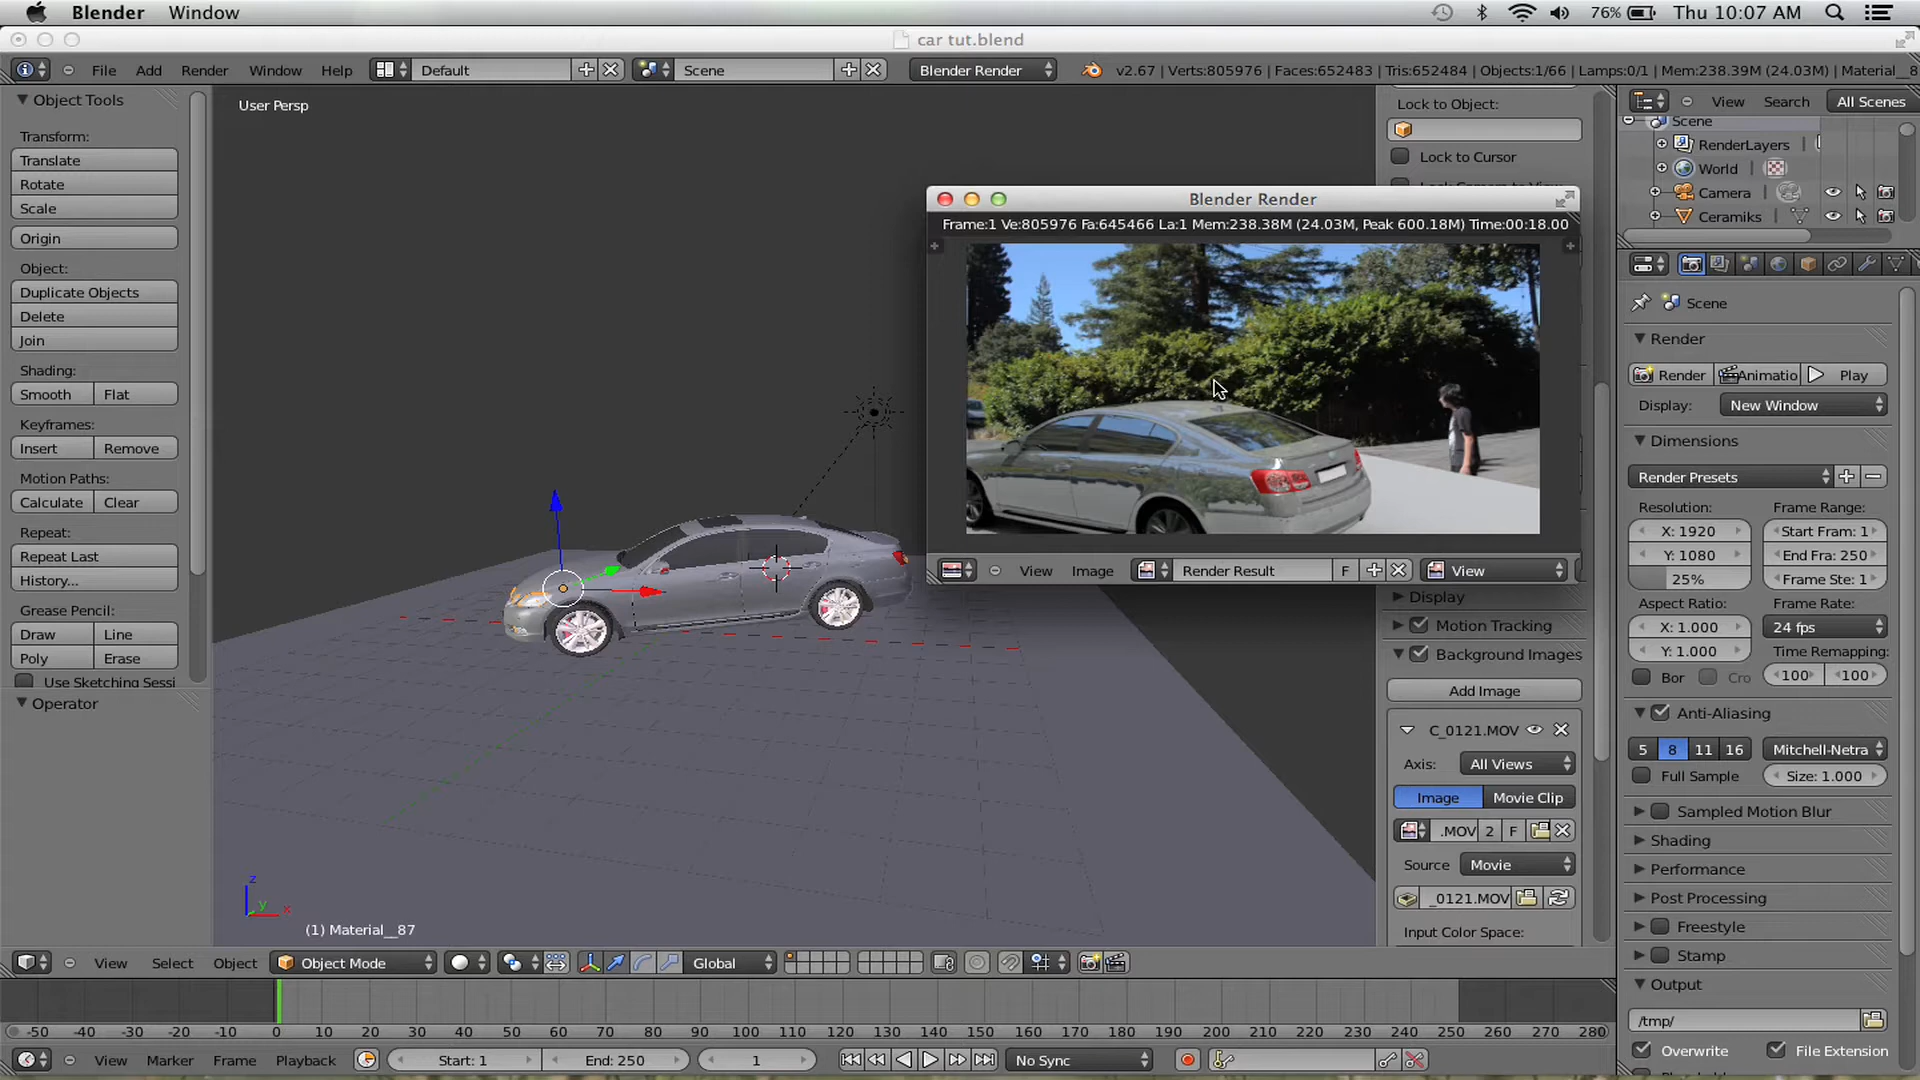 Blender Window 76% Thu 10:07 AM
car tut.blend
File Add Render Window Help Default Scene Blender Render v2.67 | Verts:805976 | Faces:652483 | Tris:652484 | Objects:1/66 | Lamps:0/1 | Mem:238.39M (24.03M) | Material__8
Object Tools
Transform:
Translate
Rotate
Scale
Origin
Object:
Duplicate Objects
Delete
Join
Shading:
Smooth Flat
Keyframes:
Insert Remove
Motion Paths:
Calculate Clear
Repeat:
Repeat Last
History...
Grease Pencil:
Draw Line
Poly Erase
Use Sketching Sessi
Operator
User Persp
z
y
x
(1) Material__87
Blender Render
Frame:1 Ve:805976 Fa:645466 La:1 Mem:238.38M (24.03M, Peak 600.18M) Time:00:18.00
View Image Render Result F View
Lock to Object:
Lock to Cursor
Display
Motion Tracking
Background Images
Add Image
C_0121.MOV
Axis: All Views
Image Movie Clip
.MOV 2 F
Source Movie
_0121.MOV
Input Color Space:
View Search All Scenes
Scene
RenderLayers
World
Camera
Ceramiks
Scene
Render
Render Animatio Play
Display: New Window
Dimensions
Render Presets
Resolution: Frame Range:
X: 1920 Start Fram: 1
Y: 1080 End Fra: 250
25% Frame Ste: 1
Aspect Ratio: Frame Rate:
X: 1.000 24 fps
Y: 1.000 Time Remapping:
Bor Cro 100 100
Anti-Aliasing
5 8 11 16 Mitchell-Netra
Full Sample Size: 1.000
Sampled Motion Blur
Shading
Performance
Post Processing
Freestyle
Stamp
Output
/tmp/
Overwrite File Extension
View Select Object Object Mode Global
-50 -40 -30 -20 -10 0 10 20 30 40 50 60 70 80 90 100 110 120 130 140 150 160 170 180 190 200 210 220 230 240 250 260 270 280
View Marker Frame Playback Start: 1 End: 250 1 No Sync